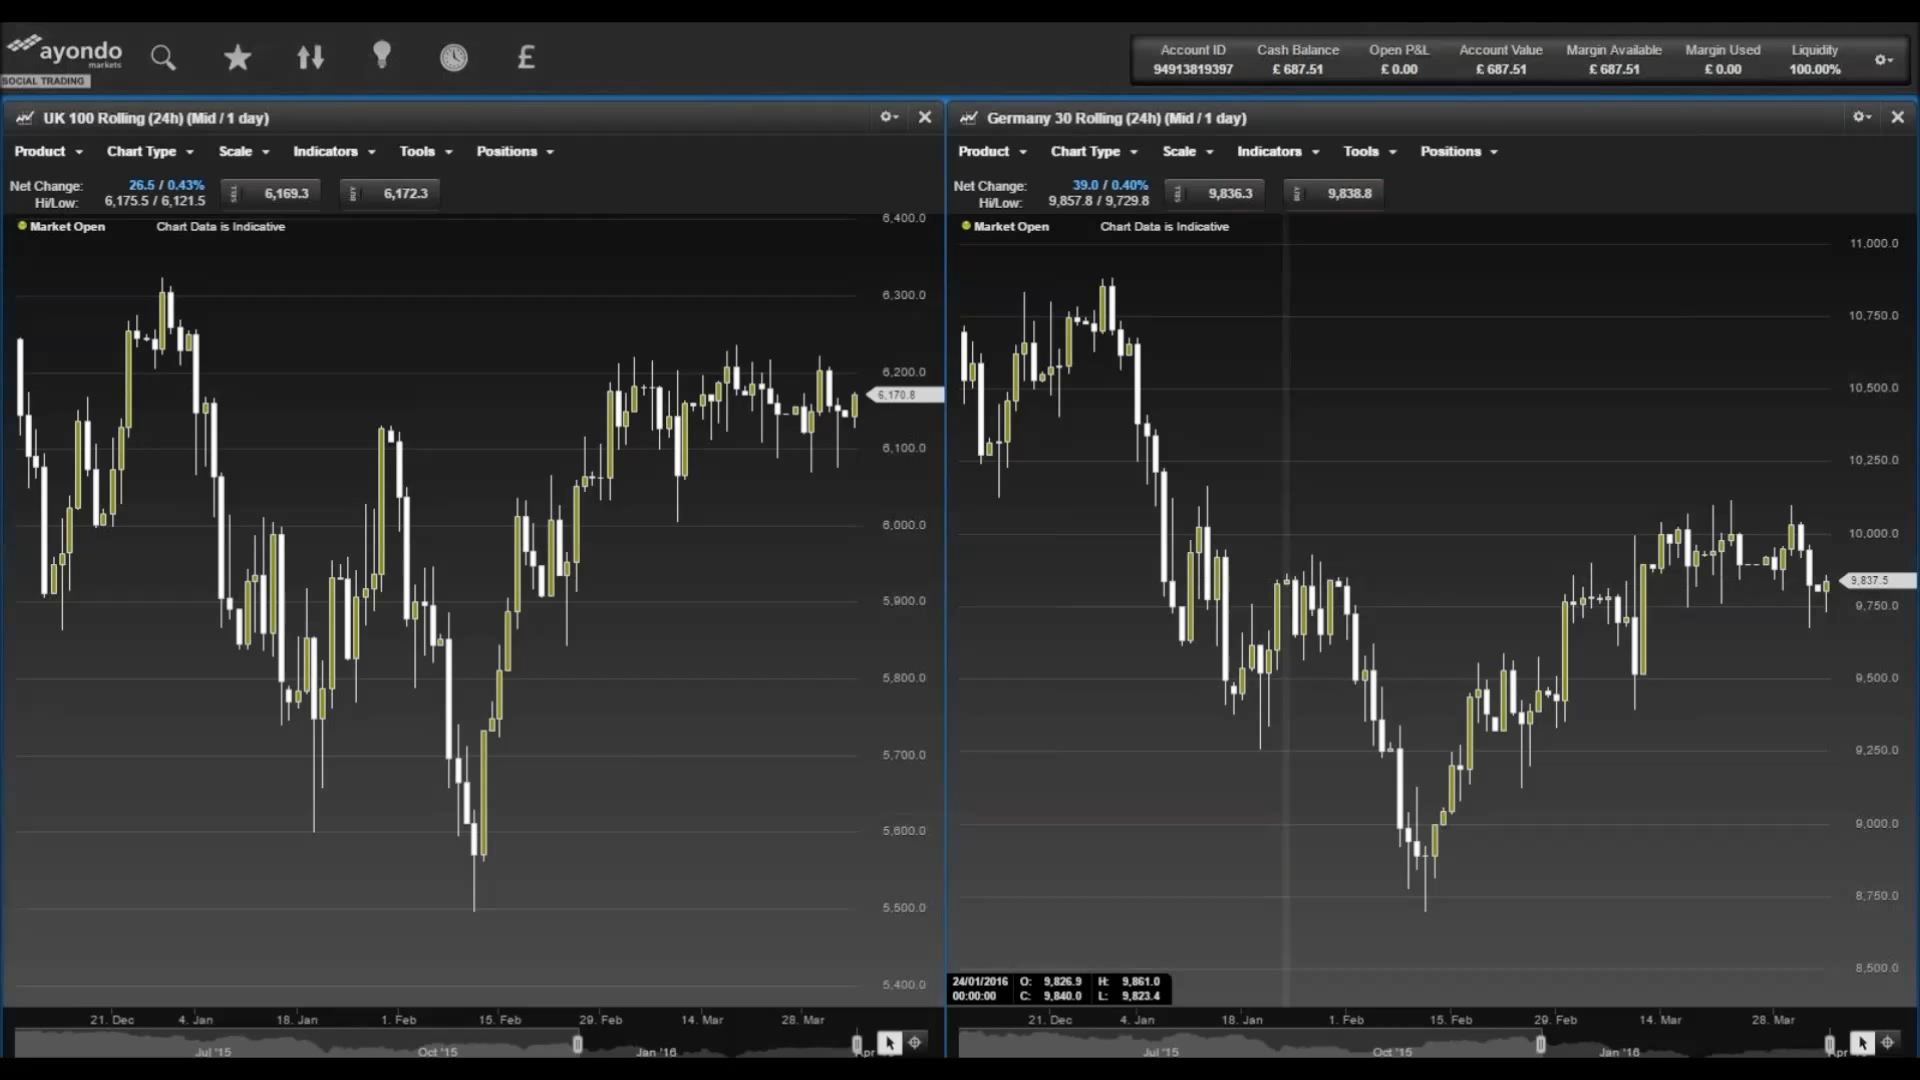 ayondo
markets
SOCIAL TRADING
£
Account ID Cash Balance Open P&L Account Value Margin Available Margin Used Liquidity
94913819397 £ 687.51 £ 0.00 £ 687.51 £ 687.51 £ 0.00 100.00%
UK 100 Rolling (24h) (Mid / 1 day)
Product Chart Type Scale Indicators Tools Positions
Net Change: 26.5 / 0.43%
Hi/Low: 6,175.5 / 6,121.5
SELL 6,169.3 BUY 6,172.3
Market Open Chart Data is Indicative
6,400.0
6,300.0
6,200.0
6,170.8
6,100.0
6,000.0
5,900.0
5,800.0
5,700.0
5,600.0
5,500.0
5,400.0
21. Dec 4. Jan 18. Jan 1. Feb 15. Feb 29. Feb 14. Mar 28. Mar
Jul '15 Oct '15 Jan '16 Apr
Germany 30 Rolling (24h) (Mid / 1 day)
Product Chart Type Scale Indicators Tools Positions
Net Change: 39.0 / 0.40%
Hi/Low: 9,857.8 / 9,729.8
SELL 9,836.3 BUY 9,838.8
Market Open Chart Data is Indicative
11,000.0
10,750.0
10,500.0
10,250.0
10,000.0
9,837.5
9,750.0
9,500.0
9,250.0
9,000.0
8,750.0
8,500.0
24/01/2016 O: 9,826.9 H: 9,861.0
00:00:00 C: 9,840.0 L: 9,823.4
21. Dec 4. Jan 18. Jan 1. Feb 15. Feb 29. Feb 14. Mar 28. Mar
Jul '15 Oct '15 Jan '16 Apr